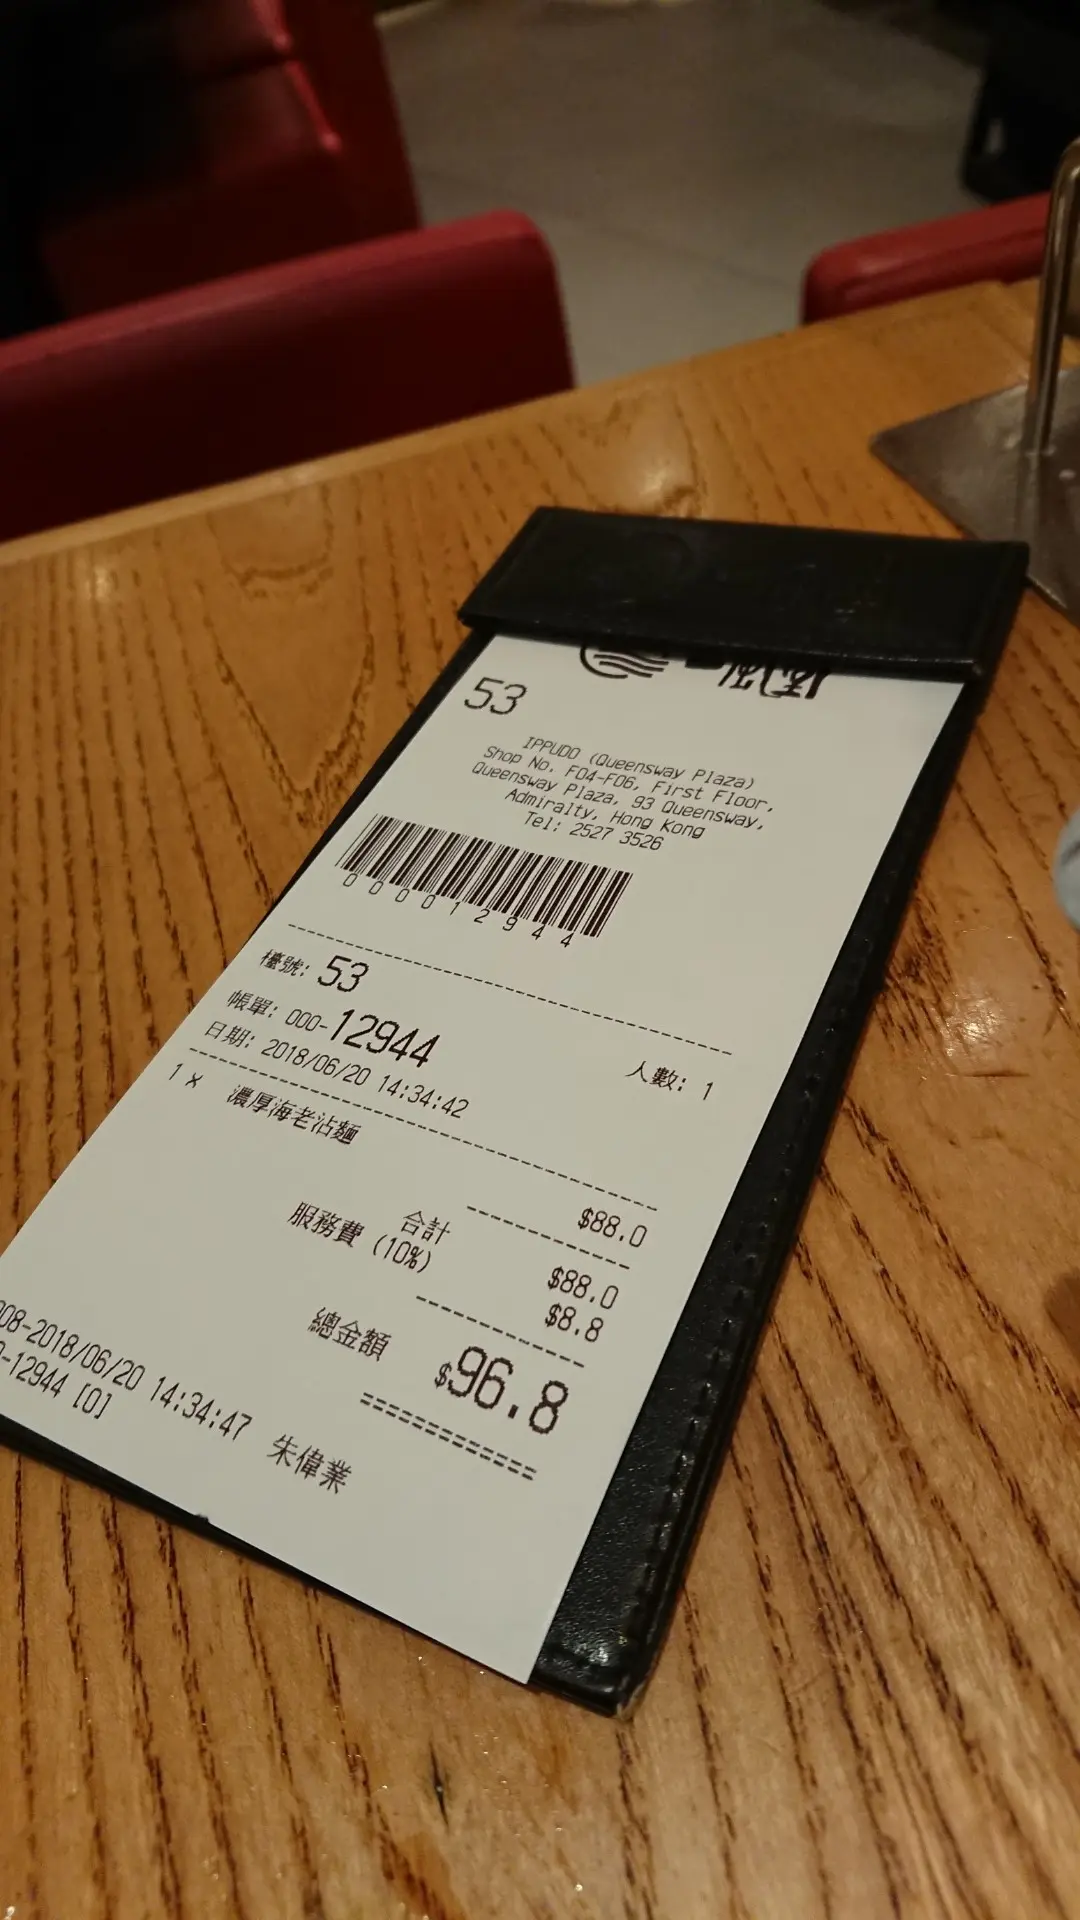 一風堂
53
IPPUDO (Queensway Plaza)
Shop No. F04-F06, First Floor,
Queensway Plaza, 93 Queensway,
Admiralty, Hong Kong
Tel: 2527 3526
000012944
檯號: 53
帳單: 000-12944 人數: 1
日期: 2018/06/20 14:34:42
1 x 濃厚海老沾麵 $88.0
合計 $88.0
服務費 (10%) $8.8
總金額 $96.8
08-2018/06/20 14:34:47 朱偉業
-12944 [0]